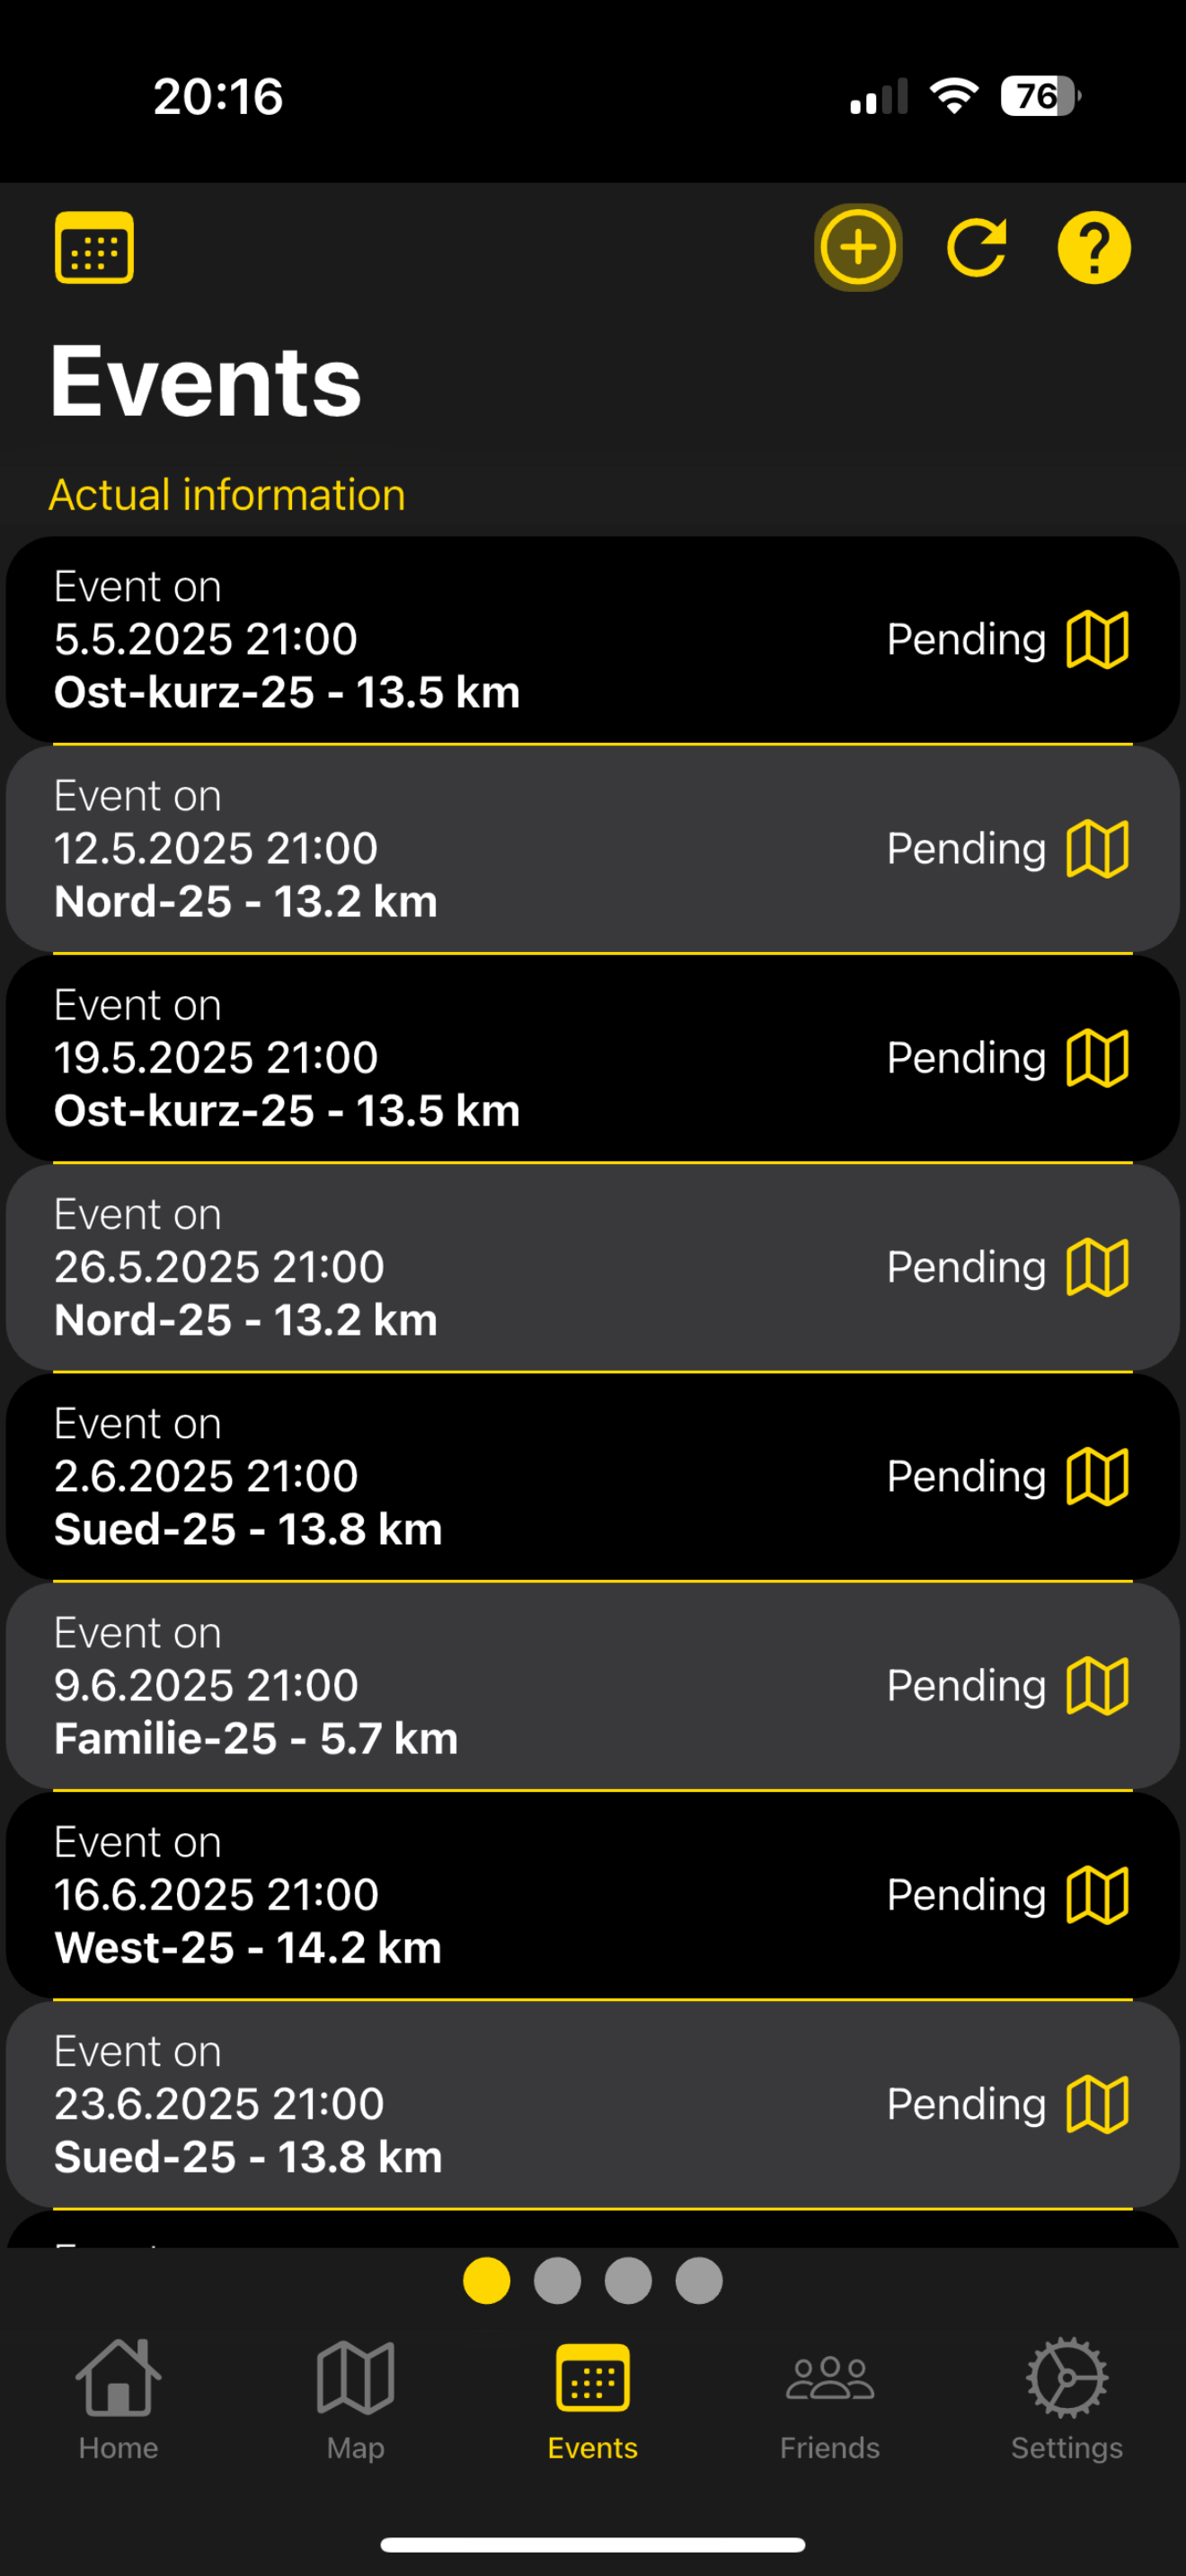 20:16
76
Events
Actual information
Event on
5.5.2025 21:00
Pending
Ost-kurz-25 - 13.5 km
Event on
12.5.2025 21:00
Pending
Nord-25 - 13.2 km
Event on
19.5.2025 21:00
Pending
Ost-kurz-25 - 13.5 km
Event on
26.5.2025 21:00
Pending
Nord-25 - 13.2 km
Event on
2.6.2025 21:00
Pending
Sued-25 - 13.8 km
Event on
9.6.2025 21:00
Pending
Familie-25 - 5.7 km
Event on
16.6.2025 21:00
Pending
West-25 - 14.2 km
Event on
23.6.2025 21:00
Pending
Sued-25 - 13.8 km
Home
Map
Events
Friends
Settings